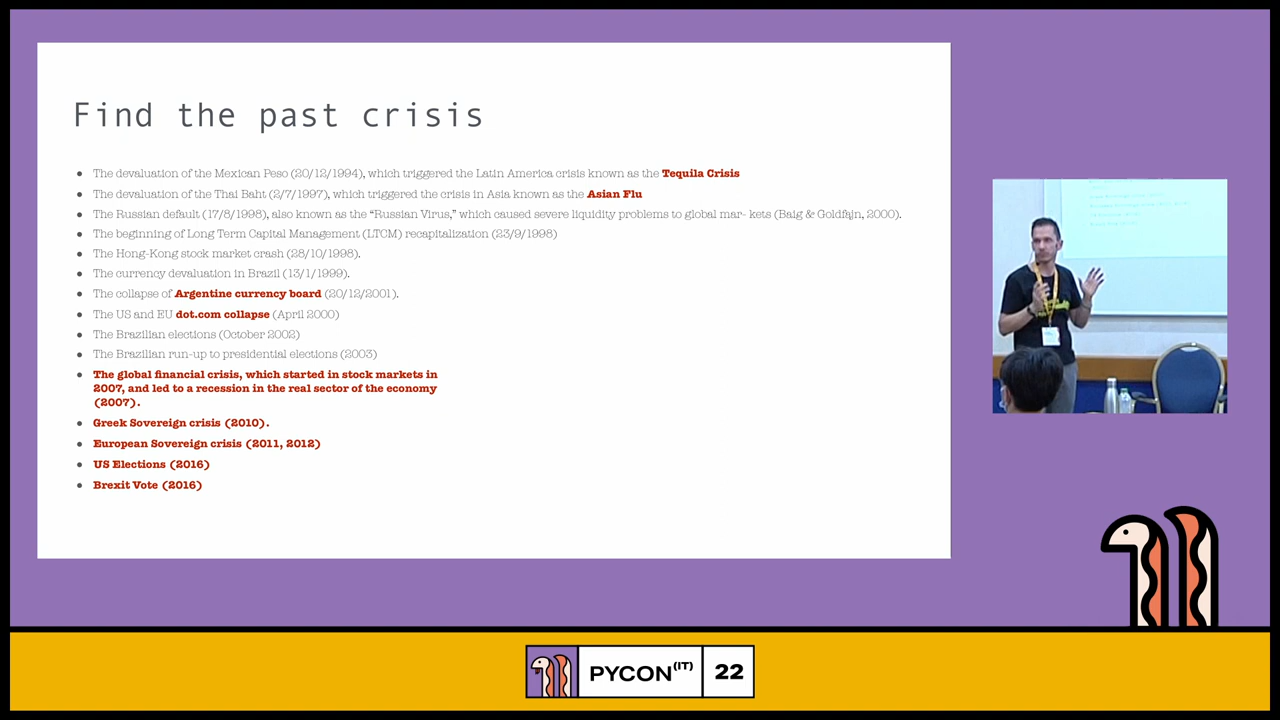 Find the past crisis
• The devaluation of the Mexican Peso (20/12/1994), which triggered the Latin America crisis known as the Tequila Crisis
• The devaluation of the Thai Baht (2/7/1997), which triggered the crisis in Asia known as the Asian Flu
• The Russian default (17/8/1998), also known as the “Russian Virus,” which caused severe liquidity problems to global mar- kets (Baig & Goldfajn, 2000).
• The beginning of Long Term Capital Management (LTCM) recapitalization (23/9/1998)
• The Hong-Kong stock market crash (28/10/1998).
• The currency devaluation in Brazil (13/1/1999).
• The collapse of Argentine currency board (20/12/2001).
• The US and EU dot.com collapse (April 2000)
• The Brazilian elections (October 2002)
• The Brazilian run-up to presidential elections (2003)
• The global financial crisis, which started in stock markets in
2007, and led to a recession in the real sector of the economy
(2007).
• Greek Sovereign crisis (2010).
• European Sovereign crisis (2011, 2012)
• US Elections (2016)
• Brexit Vote (2016)
PYCON(IT) 22